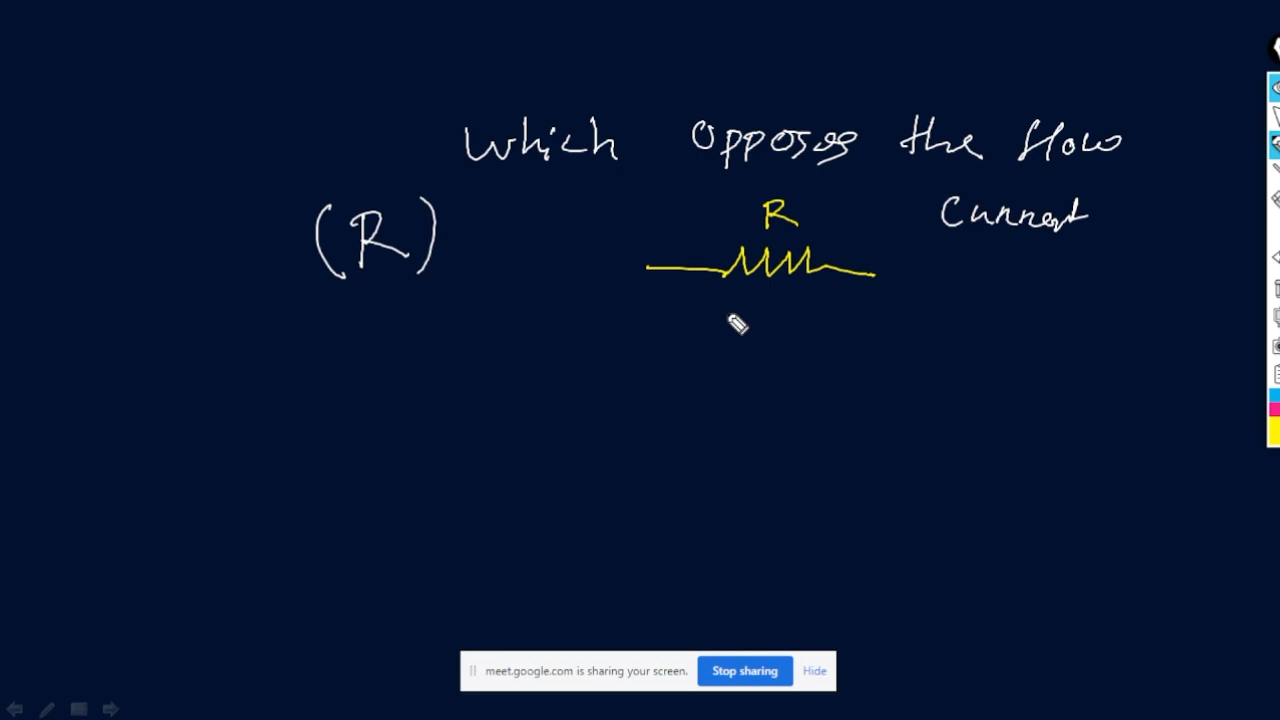 Which Opposes the flow
Current
(R)
R
meet.google.com is sharing your screen. Stop sharing Hide